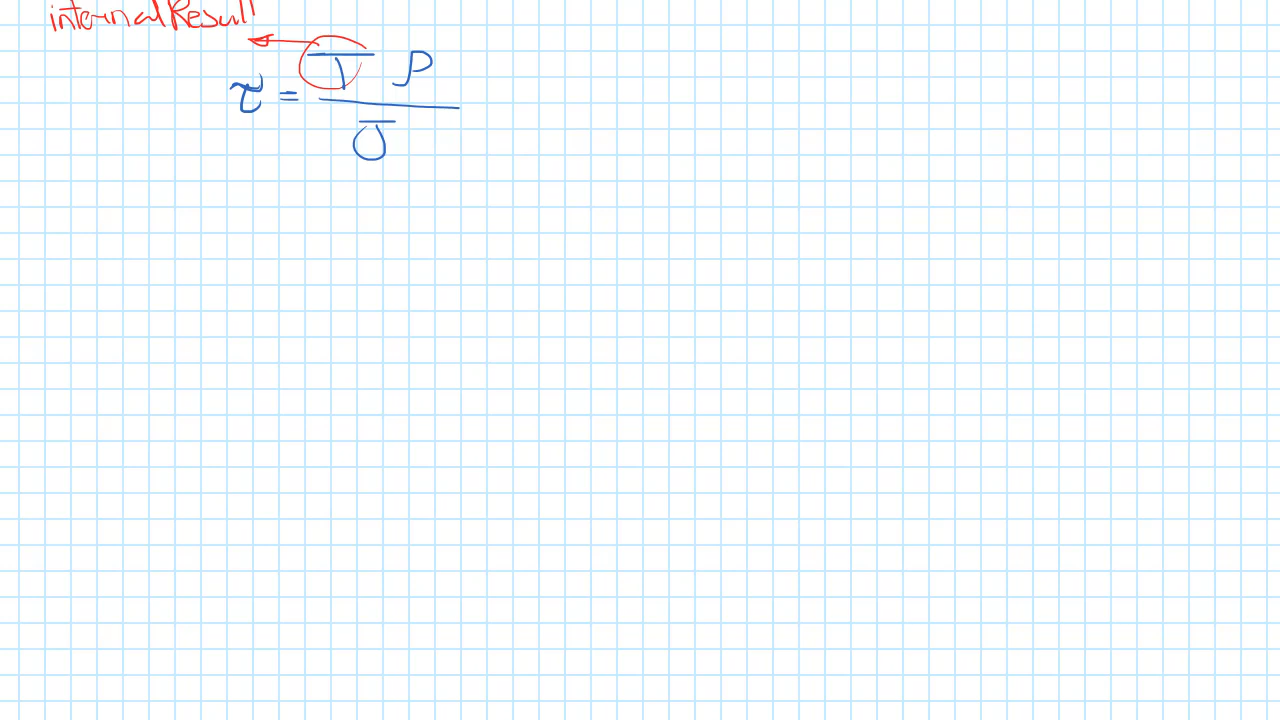 internalResult
τ = T ρ
J